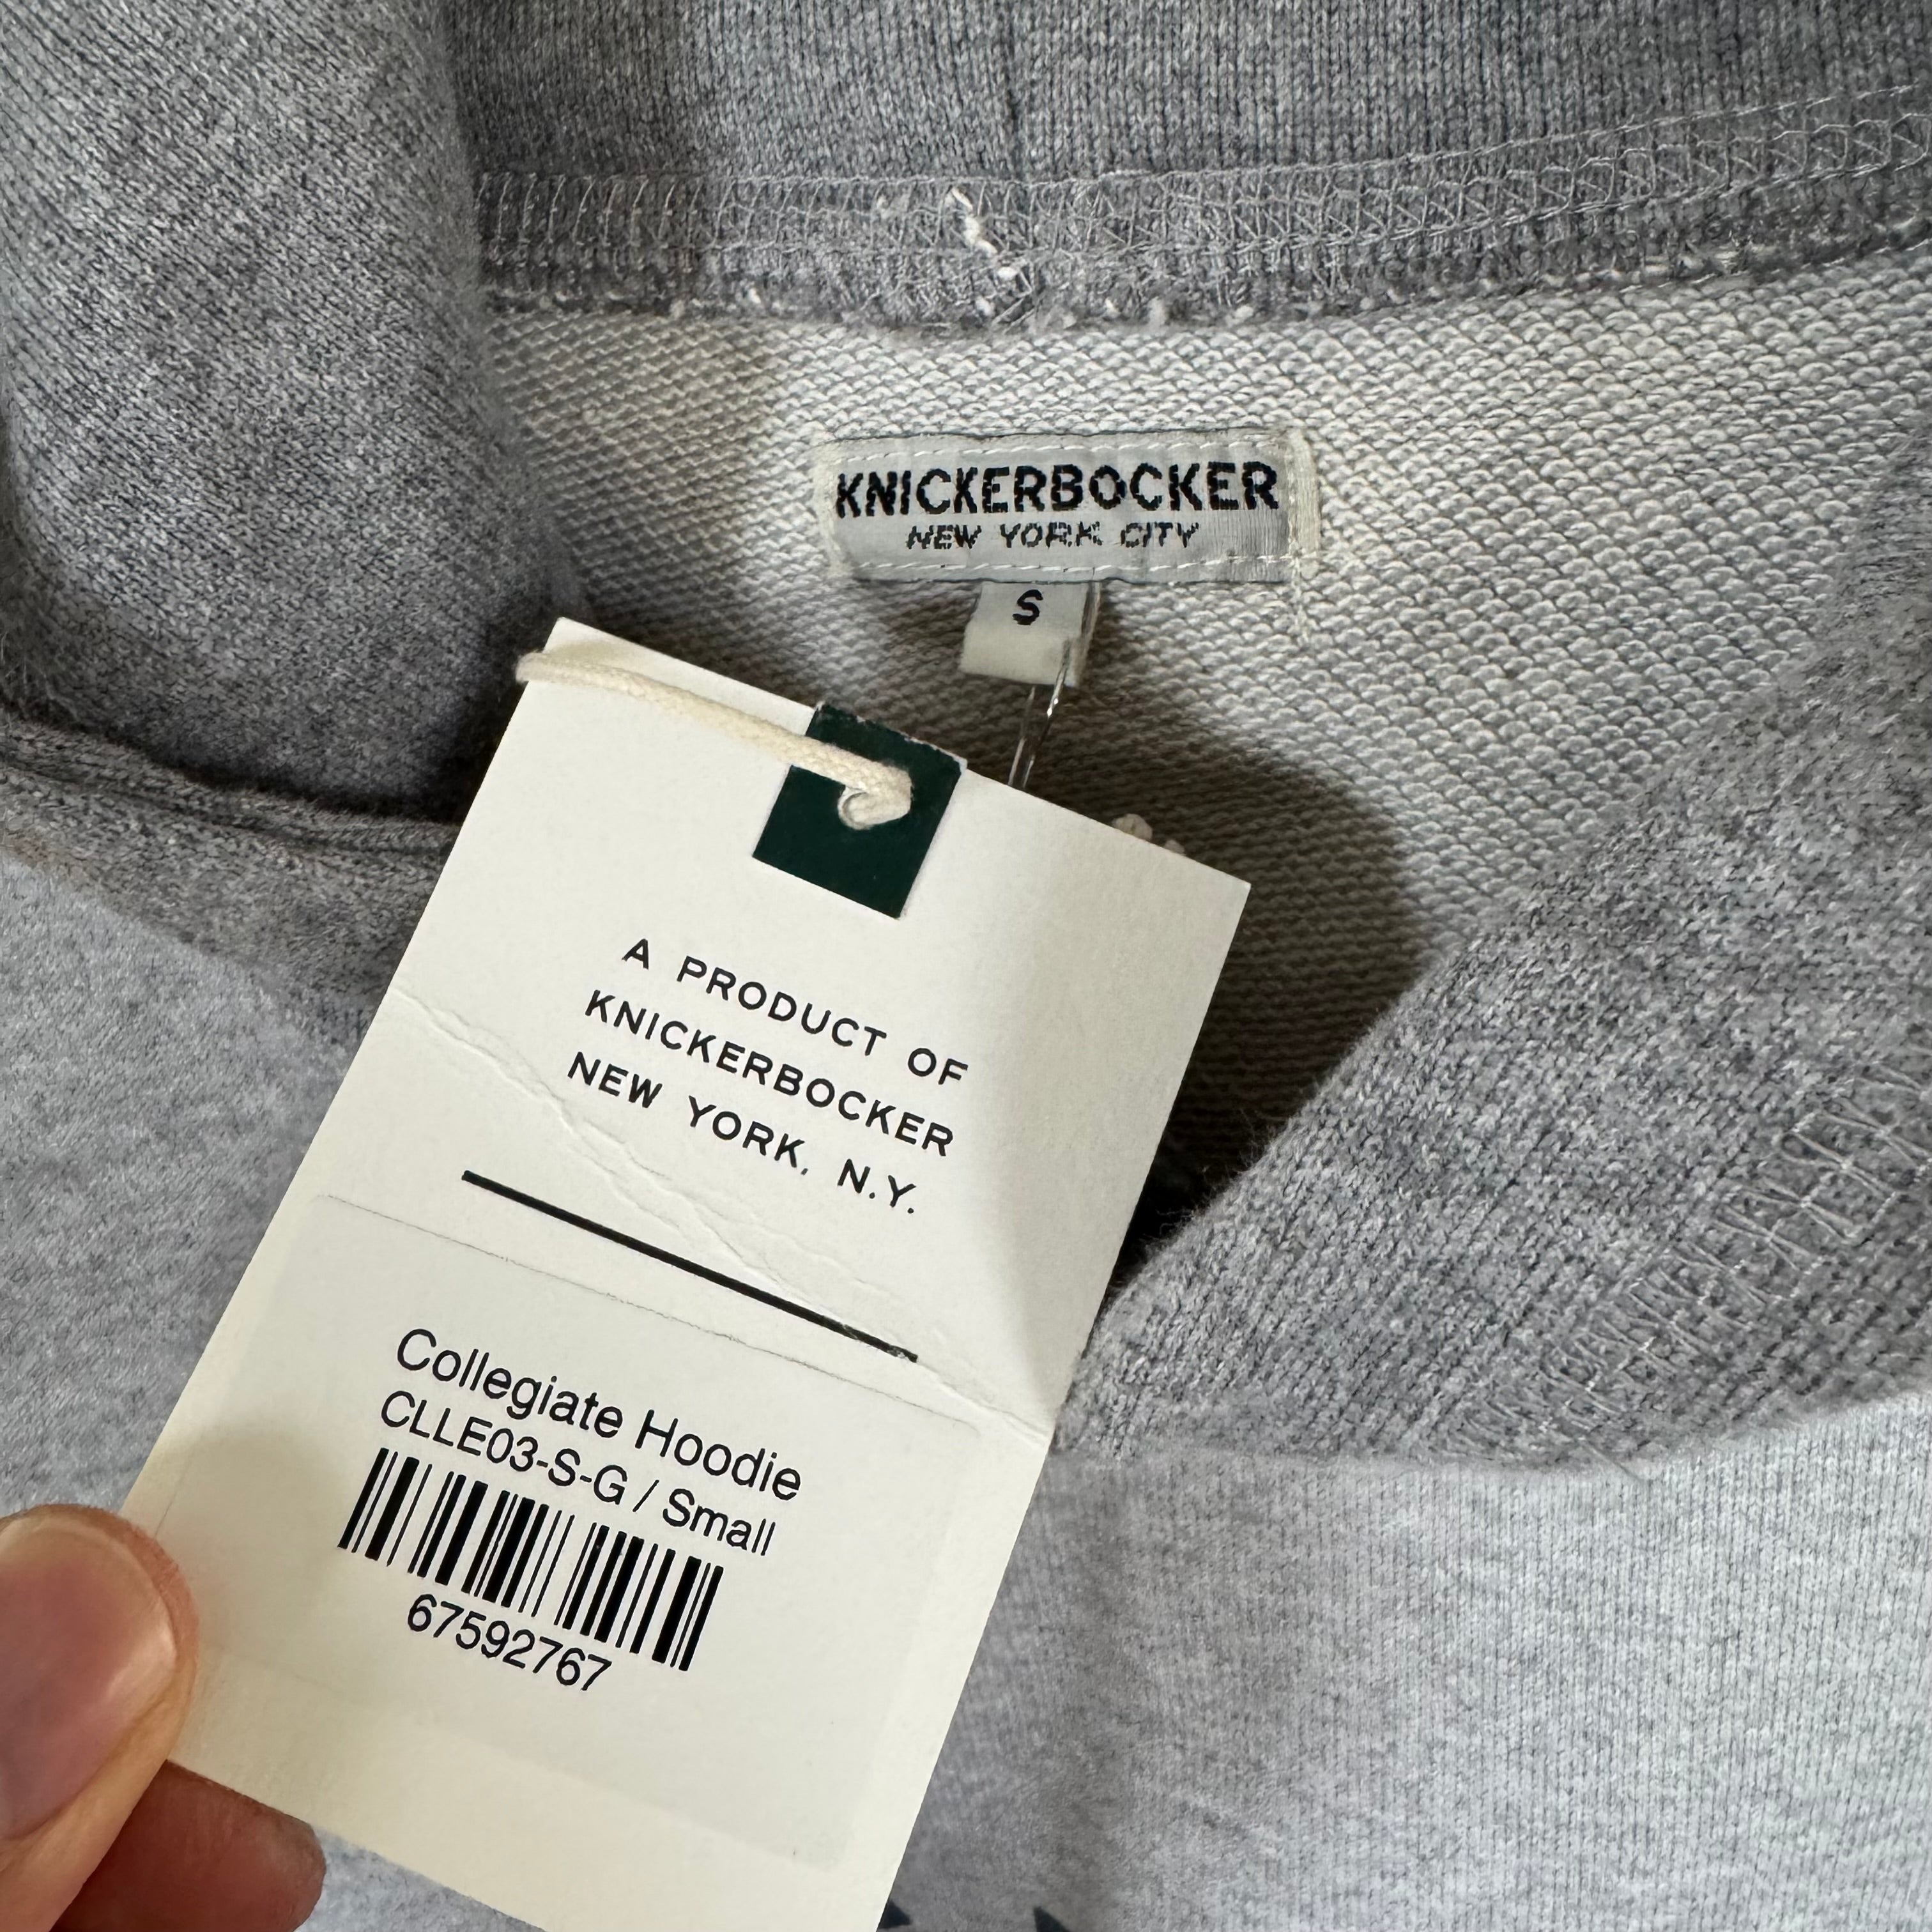 KNICKERBOCKER
NEW YORK CITY
S
A PRODUCT OF
KNICKERBOCKER
NEW YORK, N.Y.
Collegiate Hoodie
CLLE03-S-G / Small
67592767